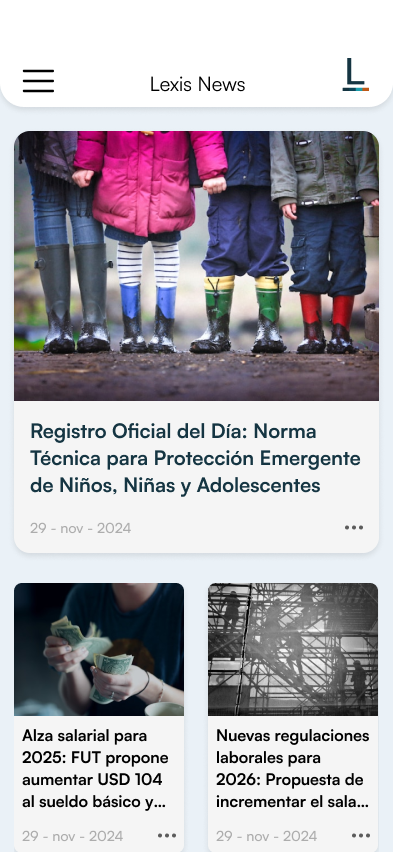 Lexis News
L
Registro Oficial del Día: Norma
Técnica para Protección Emergente
de Niños, Niñas y Adolescentes
29 - nov - 2024
Alza salarial para
2025: FUT propone
aumentar USD 104
al sueldo básico y...
29 - nov - 2024
Nuevas regulaciones
laborales para
2026: Propuesta de
incrementar el sala...
29 - nov - 2024